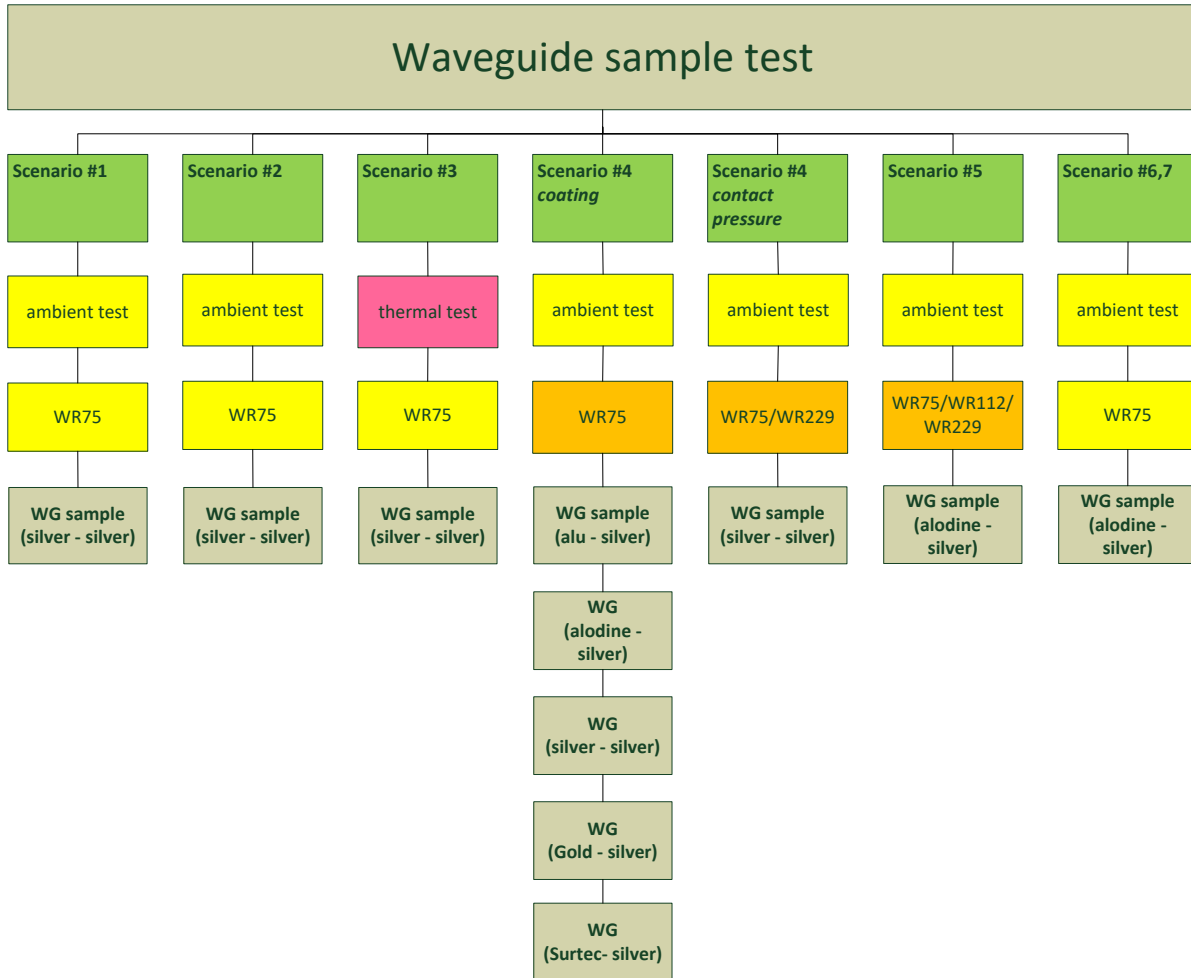 Waveguide sample test
Scenario #1
Scenario #2
Scenario #3
Scenario #4
coating
Scenario #4
contact
pressure
Scenario #5
Scenario #6,7
ambient test
ambient test
thermal test
ambient test
ambient test
ambient test
ambient test
WR75
WR75
WR75
WR75
WR75/WR229
WR75/WR112/
WR229
WR75
WG sample
(silver - silver)
WG sample
(silver - silver)
WG sample
(silver - silver)
WG sample
(alu - silver)
WG sample
(silver - silver)
WG sample
(alodine -
silver)
WG sample
(alodine -
silver)
WG
(alodine -
silver)
WG
(silver - silver)
WG
(Gold - silver)
WG
(Surtec- silver)